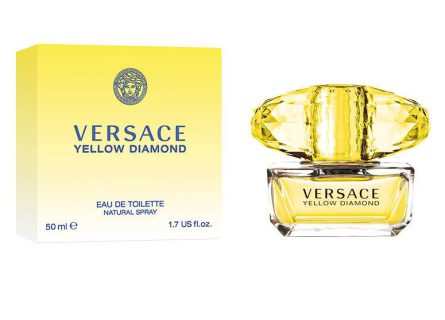 VERSACE
YELLOW DIAMOND
EAU DE TOILETTE
NATURAL SPRAY
50 ml ℮ 1.7 US fl.oz.
VERSACE
YELLOW DIAMOND